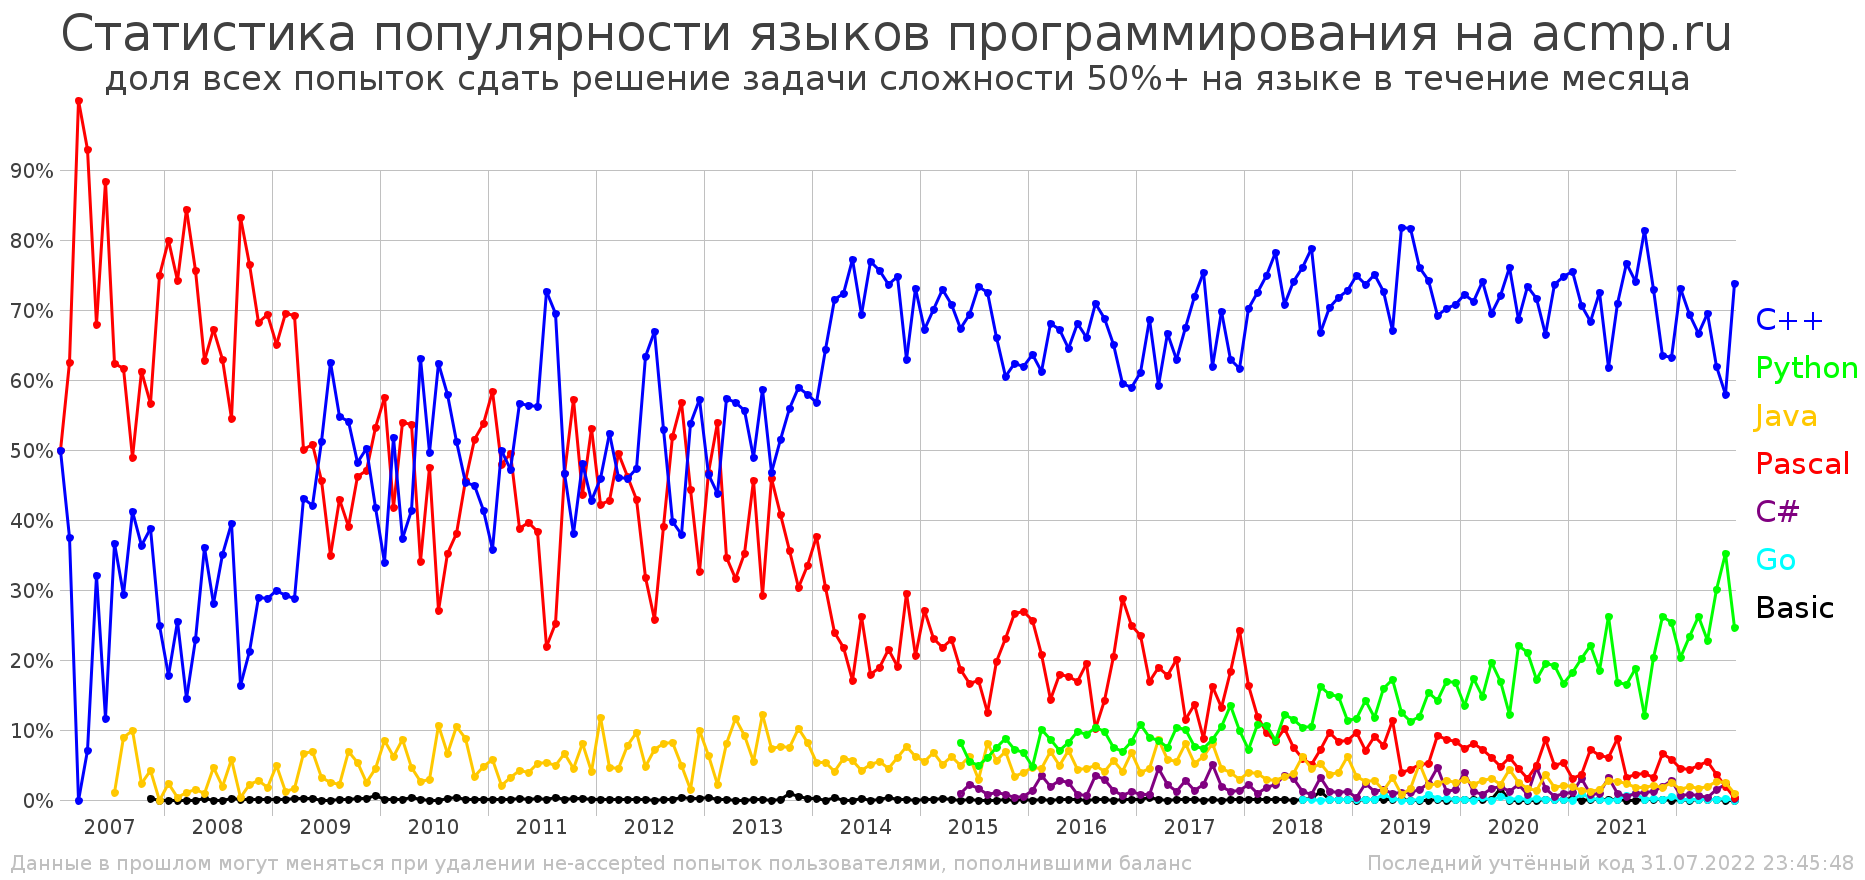 Статистика популярности языков программирования на acmp.ru
доля всех попыток сдать решение задачи сложности 50%+ на языке в течение месяца
90%
80%
70%
60%
50%
40%
30%
20%
10%
0%
2007 2008 2009 2010 2011 2012 2013 2014 2015 2016 2017 2018 2019 2020 2021
C++
Python
Java
Pascal
C#
Go
Basic
Данные в прошлом могут меняться при удалении не-accepted попыток пользователями, пополнившими баланс
Последний учтённый код 31.07.2022 23:45:48